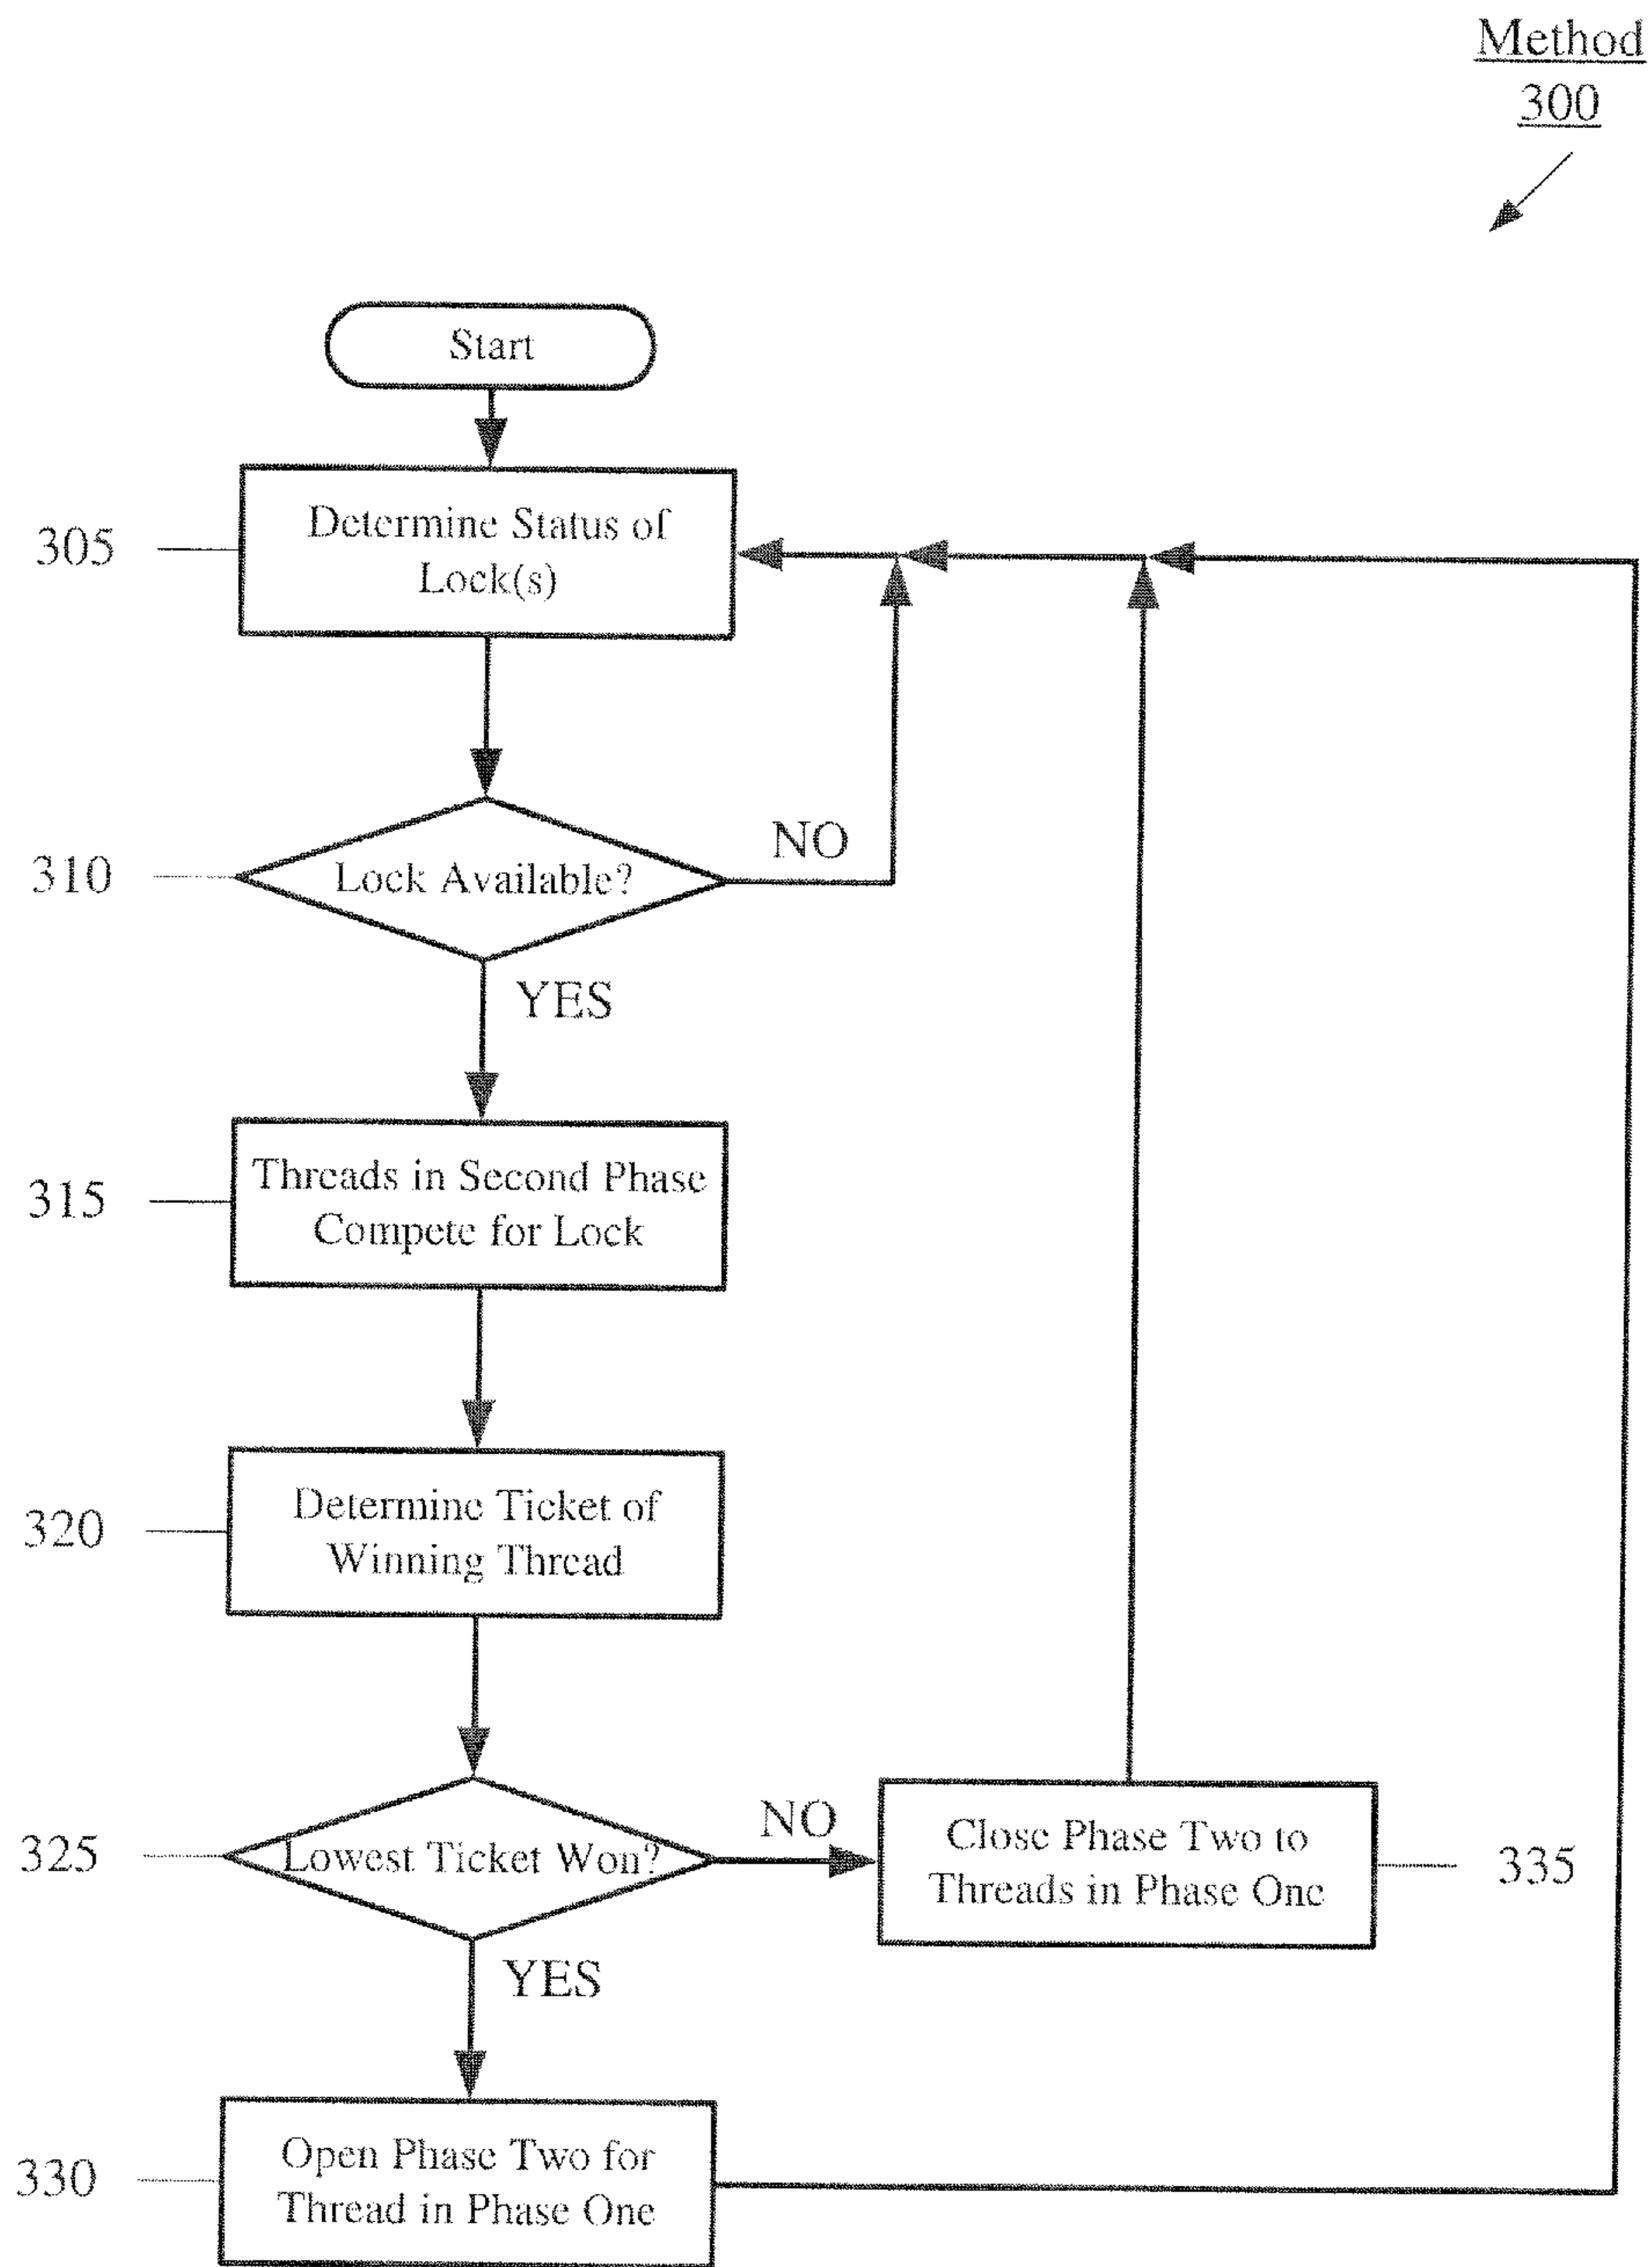 Method
300
Start
305
Determine Status of
Lock(s)
310
Lock Available?
NO
YES
315
Threads in Second Phase
Compete for Lock
320
Determine Ticket of
Winning Thread
325
Lowest Ticket Won?
NO
Close Phase Two to
Threads in Phase One
335
YES
330
Open Phase Two for
Thread in Phase One